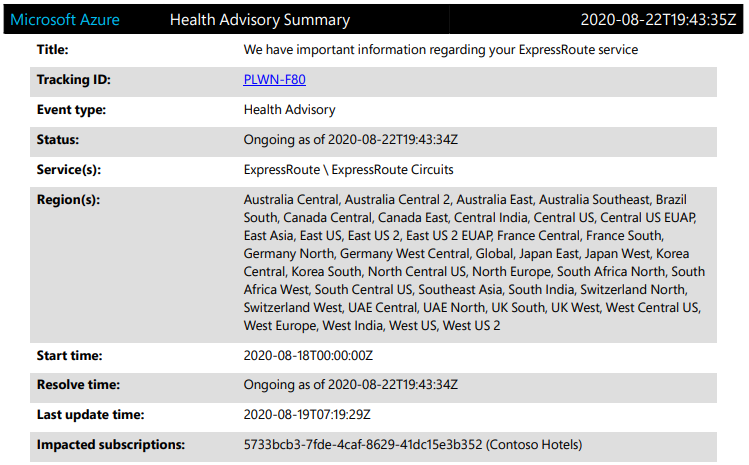 Microsoft Azure Health Advisory Summary 2020-08-22T19:43:35Z
Title: We have important information regarding your ExpressRoute service
Tracking ID: PLWN-F80
Event type: Health Advisory
Status: Ongoing as of 2020-08-22T19:43:34Z
Service(s): ExpressRoute \ ExpressRoute Circuits
Region(s): Australia Central, Australia Central 2, Australia East, Australia Southeast, Brazil
South, Canada Central, Canada East, Central India, Central US, Central US EUAP,
East Asia, East US, East US 2, East US 2 EUAP, France Central, France South,
Germany North, Germany West Central, Global, Japan East, Japan West, Korea
Central, Korea South, North Central US, North Europe, South Africa North, South
Africa West, South Central US, Southeast Asia, South India, Switzerland North,
Switzerland West, UAE Central, UAE North, UK South, UK West, West Central US,
West Europe, West India, West US, West US 2
Start time: 2020-08-18T00:00:00Z
Resolve time: Ongoing as of 2020-08-22T19:43:34Z
Last update time: 2020-08-19T07:19:29Z
Impacted subscriptions: 5733bcb3-7fde-4caf-8629-41dc15e3b352 (Contoso Hotels)